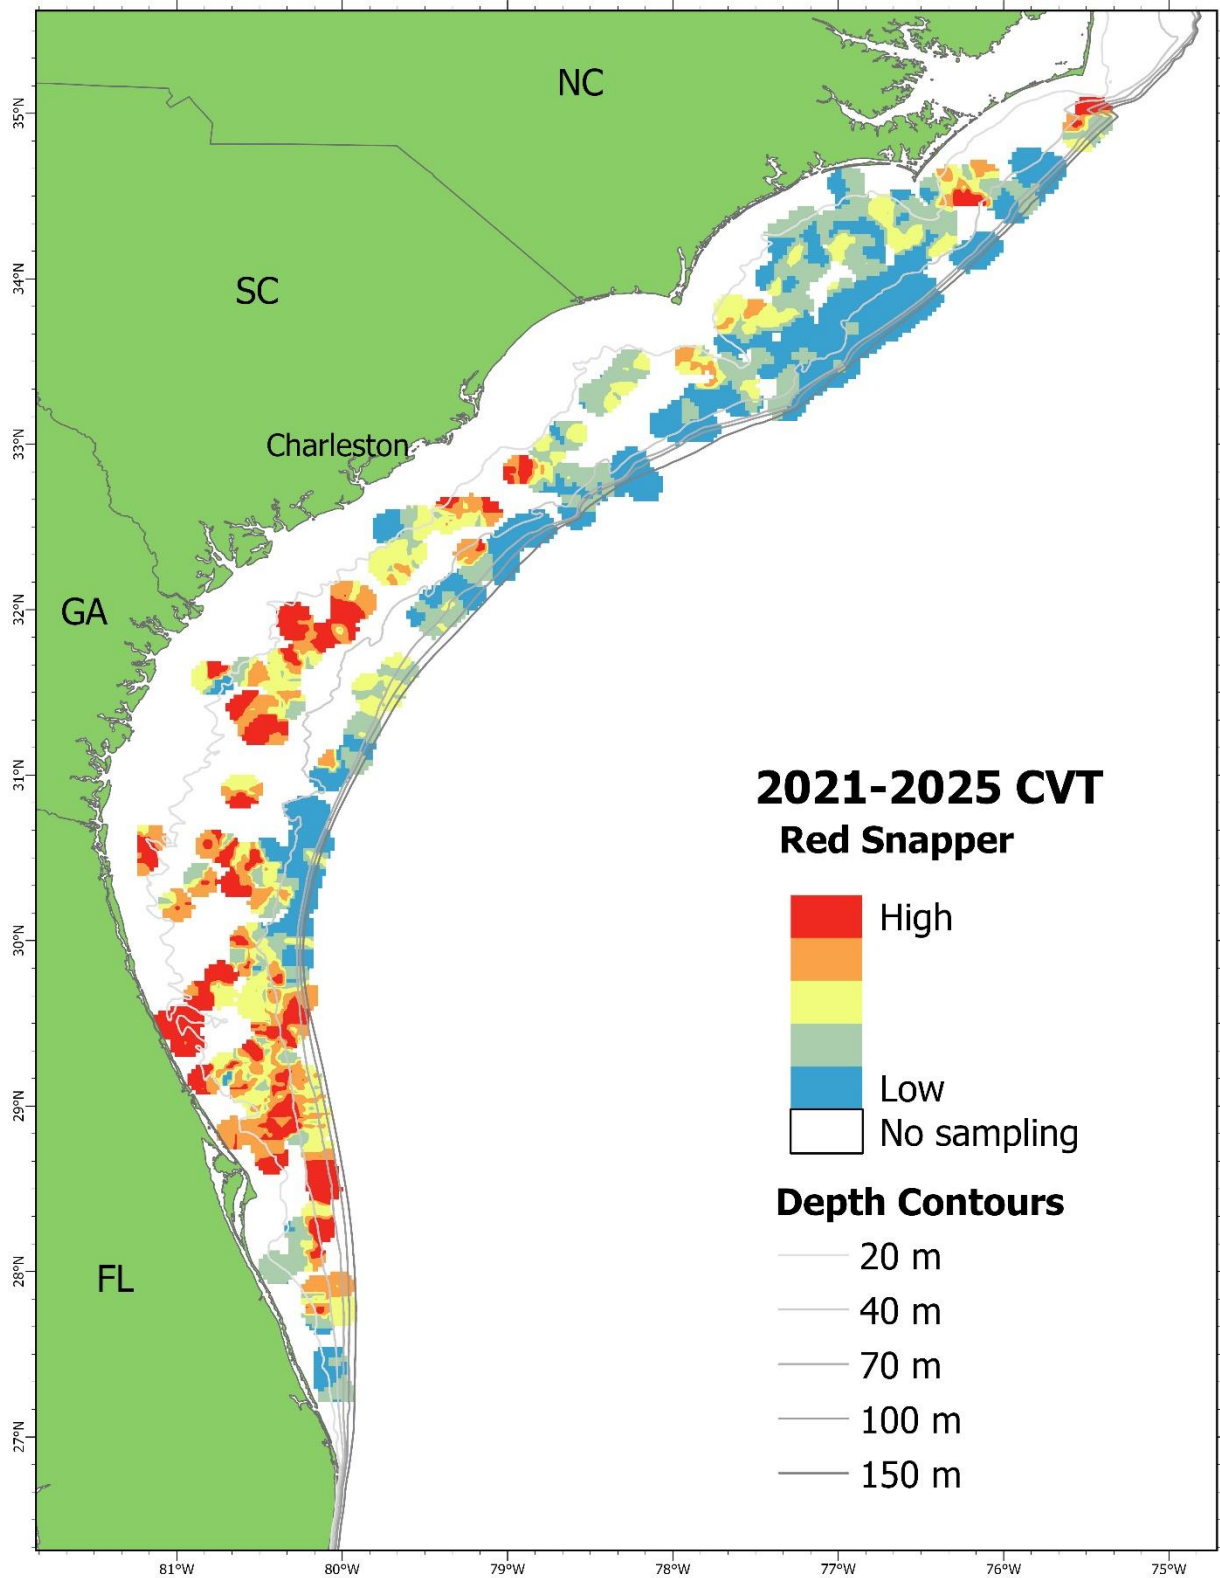 NC
SC
Charleston
GA
FL
2021-2025 CVT
Red Snapper
High
Low
No sampling
Depth Contours
20 m
40 m
70 m
100 m
150 m
35°N
34°N
33°N
32°N
31°N
30°N
29°N
28°N
27°N
81°W
80°W
79°W
78°W
77°W
76°W
75°W